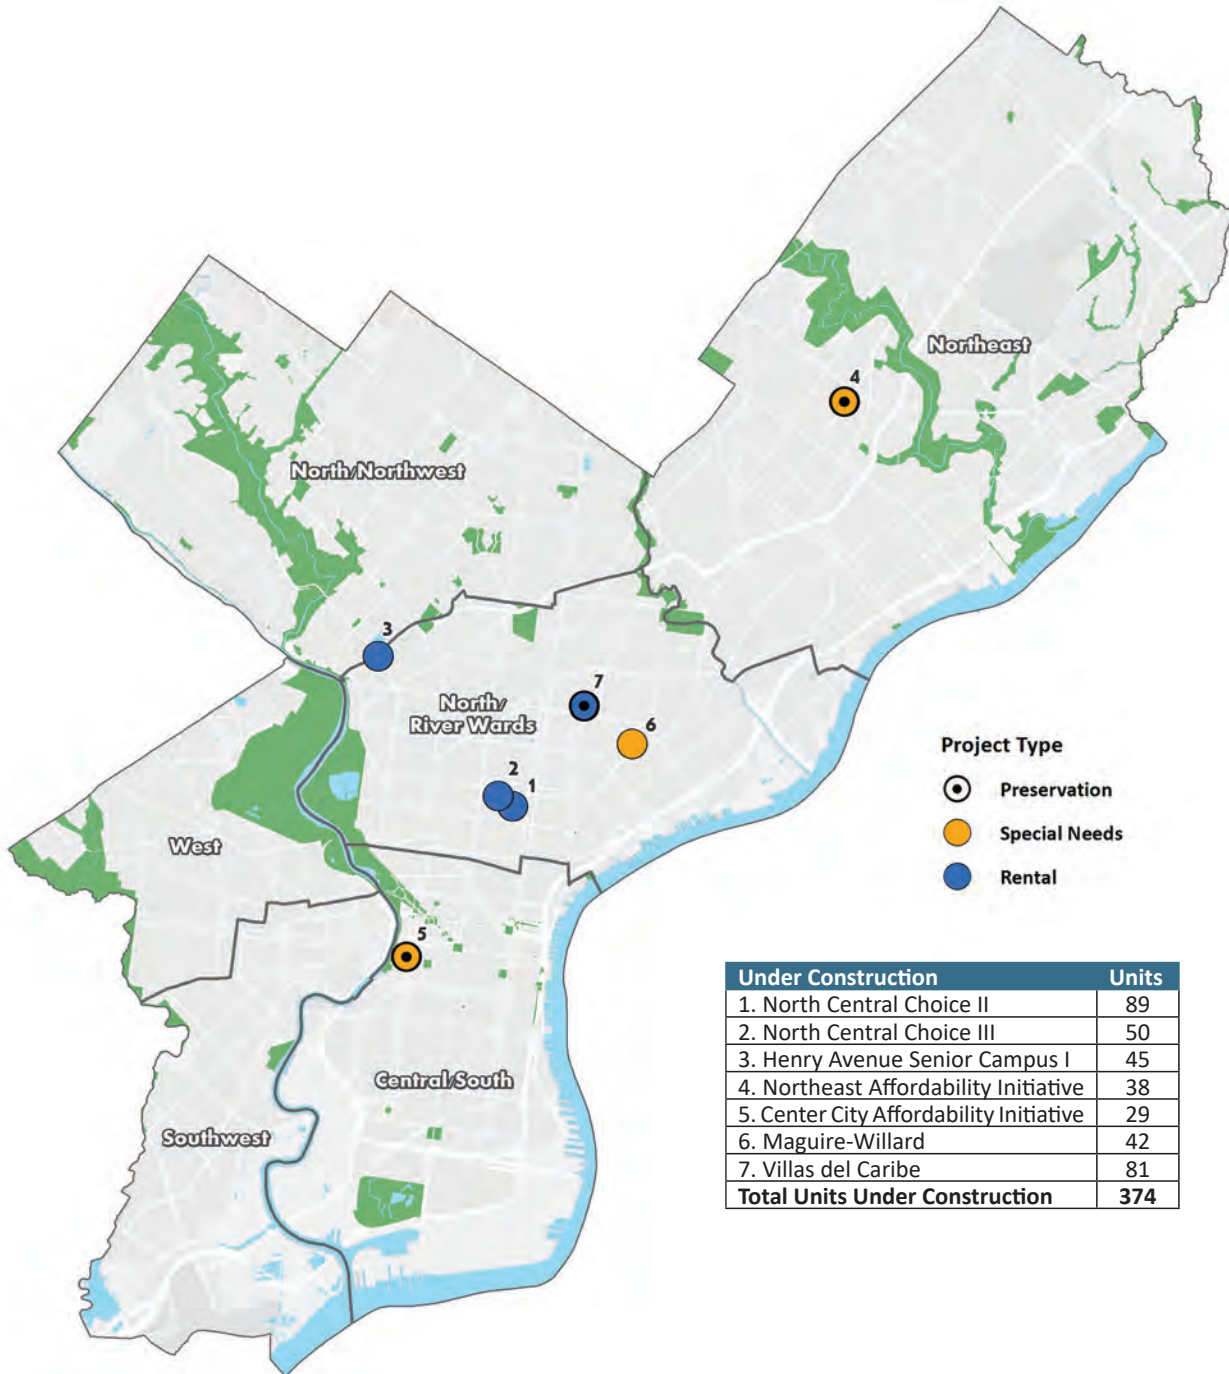 Northeast
4
North/Northwest
3
7
North/
River Wards
6
2
1
Project Type
Preservation
Special Needs
Rental
West
5
Central/South
Southwest
Under Construction Units
1. North Central Choice II 89
2. North Central Choice III 50
3. Henry Avenue Senior Campus I 45
4. Northeast Affordability Initiative 38
5. Center City Affordability Initiative 29
6. Maguire-Willard 42
7. Villas del Caribe 81
Total Units Under Construction 374